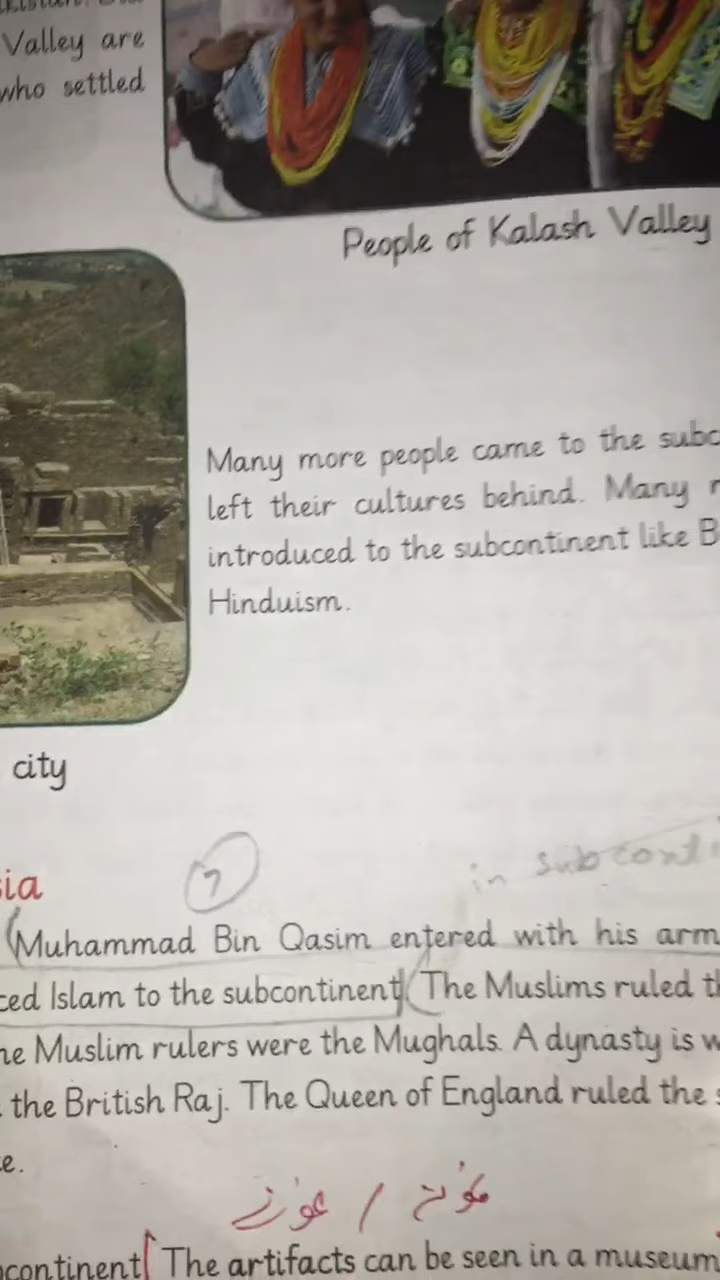 Valley are
who settled
People of Kalash Valley
Many more people came to the subc
left their cultures behind. Many r
introduced to the subcontinent like B
Hinduism.
city
7
in subconti
sia
(Muhammad Bin Qasim entered with his arm
ced Islam to the subcontinent.(The Muslims ruled th
he Muslim rulers were the Mughals. A dynasty is w
the British Raj. The Queen of England ruled the s
e.
continent The artifacts can be seen in a museum